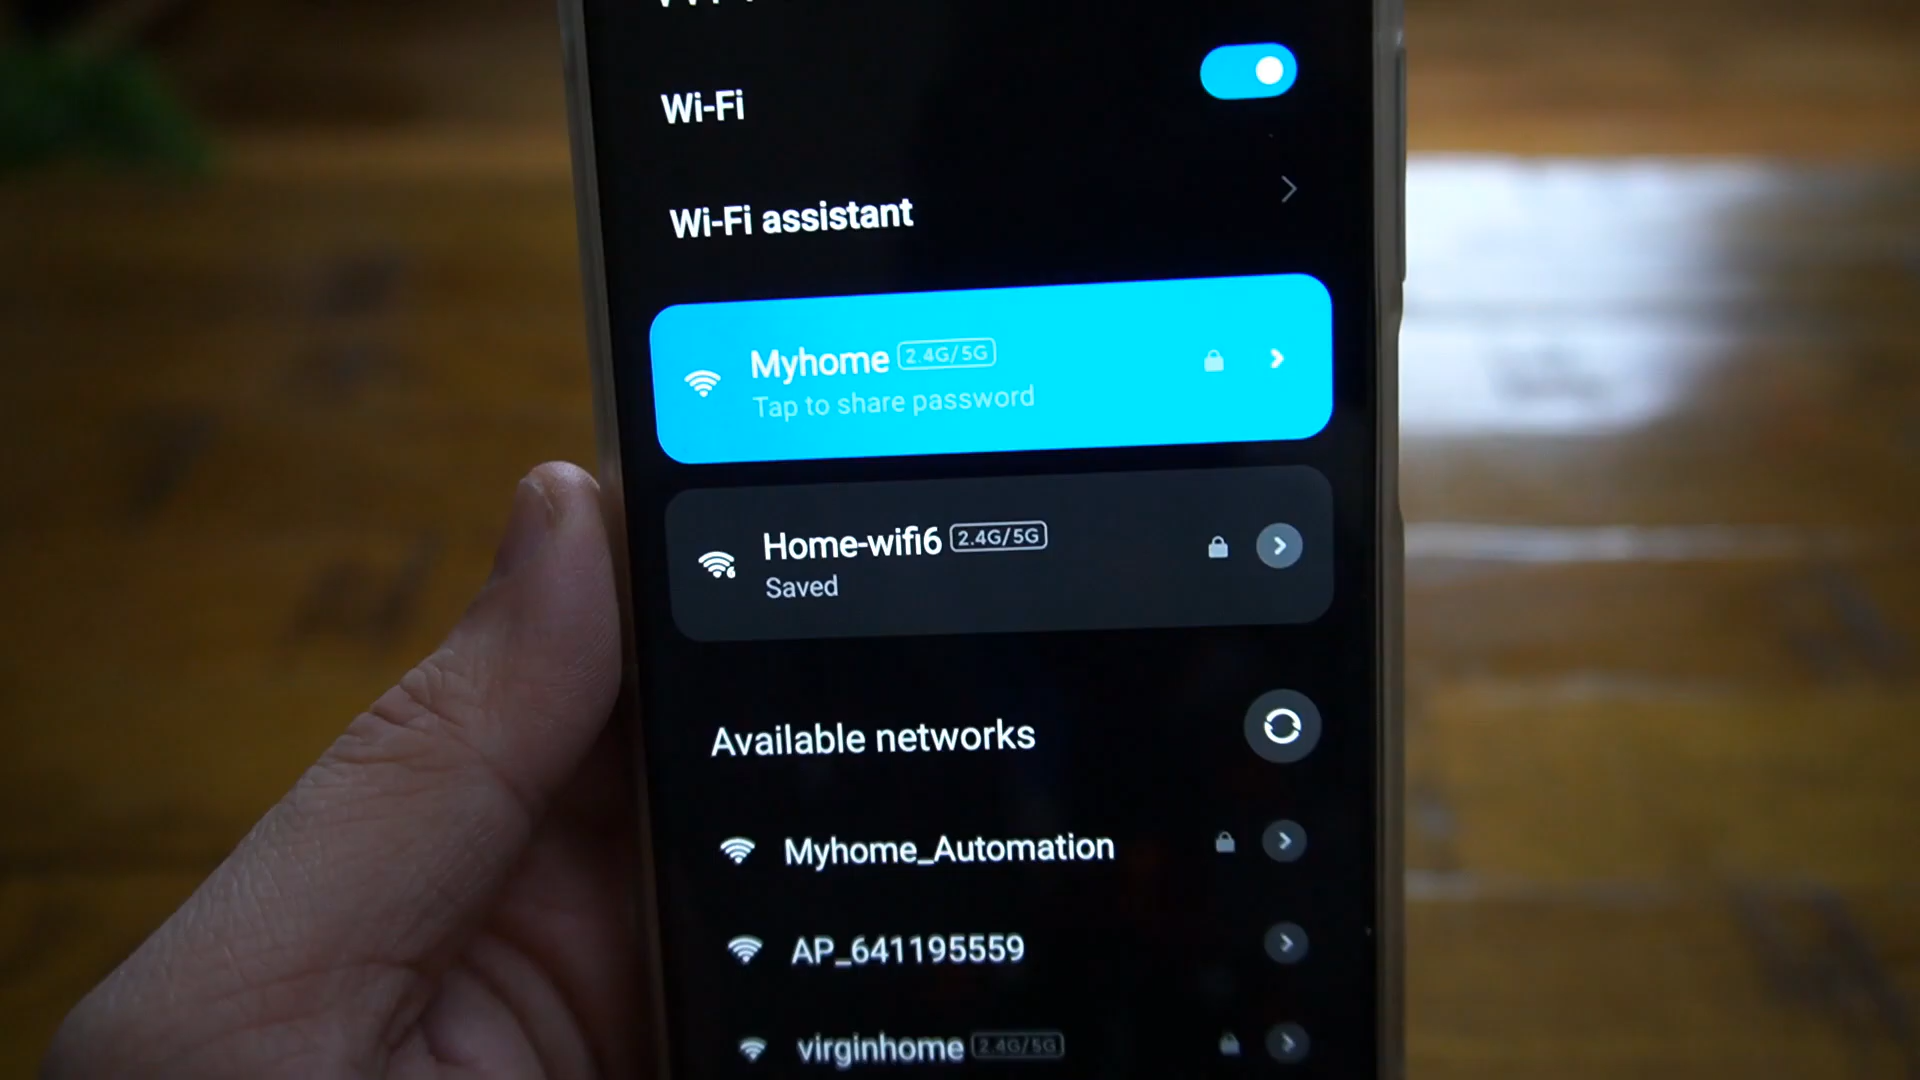 Wi-Fi
Wi-Fi assistant
Myhome 2.4G/5G
Tap to share password
Home-wifi6 2.4G/5G
Saved
Available networks
Myhome_Automation
AP_641195559
virginhome 2.4G/5G